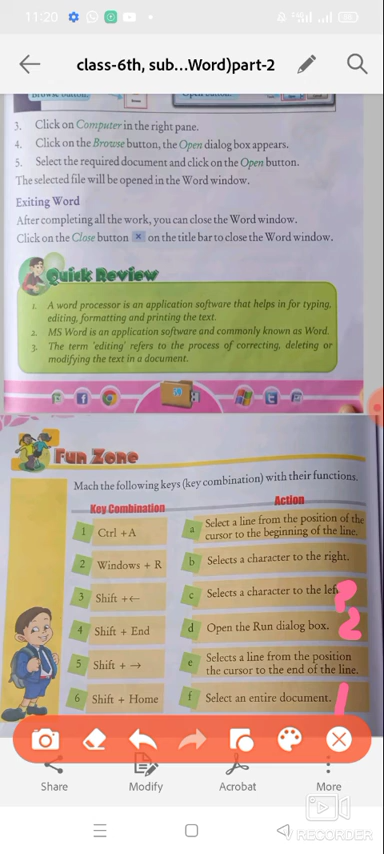 11:20
class-6th, sub...Word)part-2
3. Click on Computer in the right pane.
4. Click on the Browse button, the Open dialog box appears.
5. Select the required document and click on the Open button.
The selected file will be opened in the Word window.
Exiting Word
After completing all the work, you can close the Word window.
Click on the Close button × on the title bar to close the Word window.
Quick Review
1. A word processor is an application software that helps in for typing,
editing, formatting and printing the text.
2. MS Word is an application software and commonly known as Word.
3. The term 'editing' refers to the process of correcting, deleting or
modifying the text in a document.
Fun Zone
Mach the following keys (key combination) with their functions.
Key Combination Action
1 Ctrl +A
a Select a line from the position of the
cursor to the beginning of the line.
2 Windows + R
b Selects a character to the right.
3 Shift +←
c Selects a character to the left
4 Shift + End
d Open the Run dialog box. 2
5 Shift + →
e Selects a line from the position
the cursor to the end of the line.
6 Shift + Home
f Select an entire document. 1
Share Modify Acrobat More
RECORDER